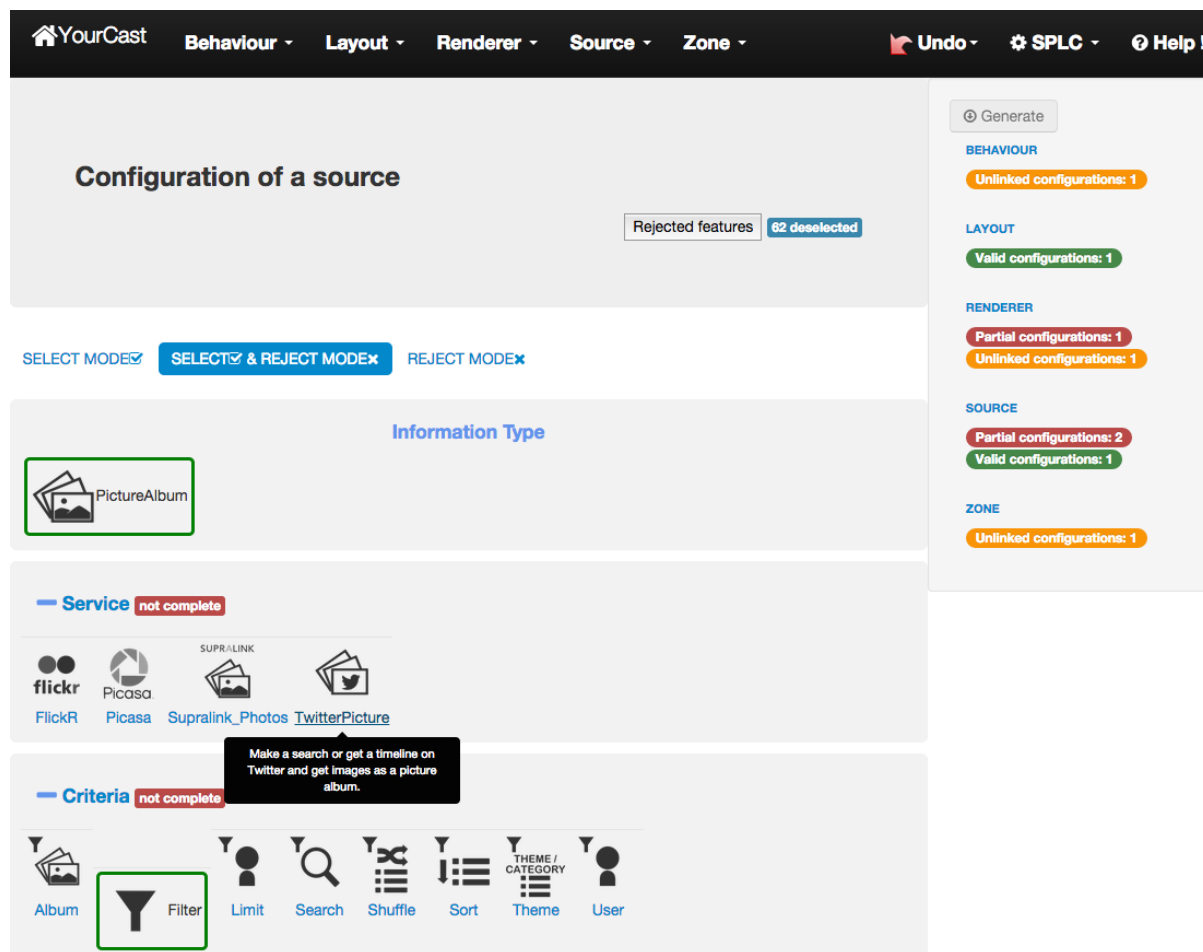 YourCast Behaviour Layout Renderer Source Zone Undo SPLC Help !
Generate
Configuration of a source
Rejected features 62 deselected
BEHAVIOUR
Unlinked configurations: 1
LAYOUT
Valid configurations: 1
RENDERER
Partial configurations: 1
Unlinked configurations: 1
SOURCE
Partial configurations: 2
Valid configurations: 1
ZONE
Unlinked configurations: 1
SELECT MODE SELECT & REJECT MODE REJECT MODE
Information Type
PictureAlbum
Service not complete
SUPRALINK
flickr Picasa
FlickR Picasa Supralink_Photos TwitterPicture
Make a search or get a timeline on
Twitter and get images as a picture
album.
Criteria not complete
THEME /
CATEGORY
Album Filter Limit Search Shuffle Sort Theme User